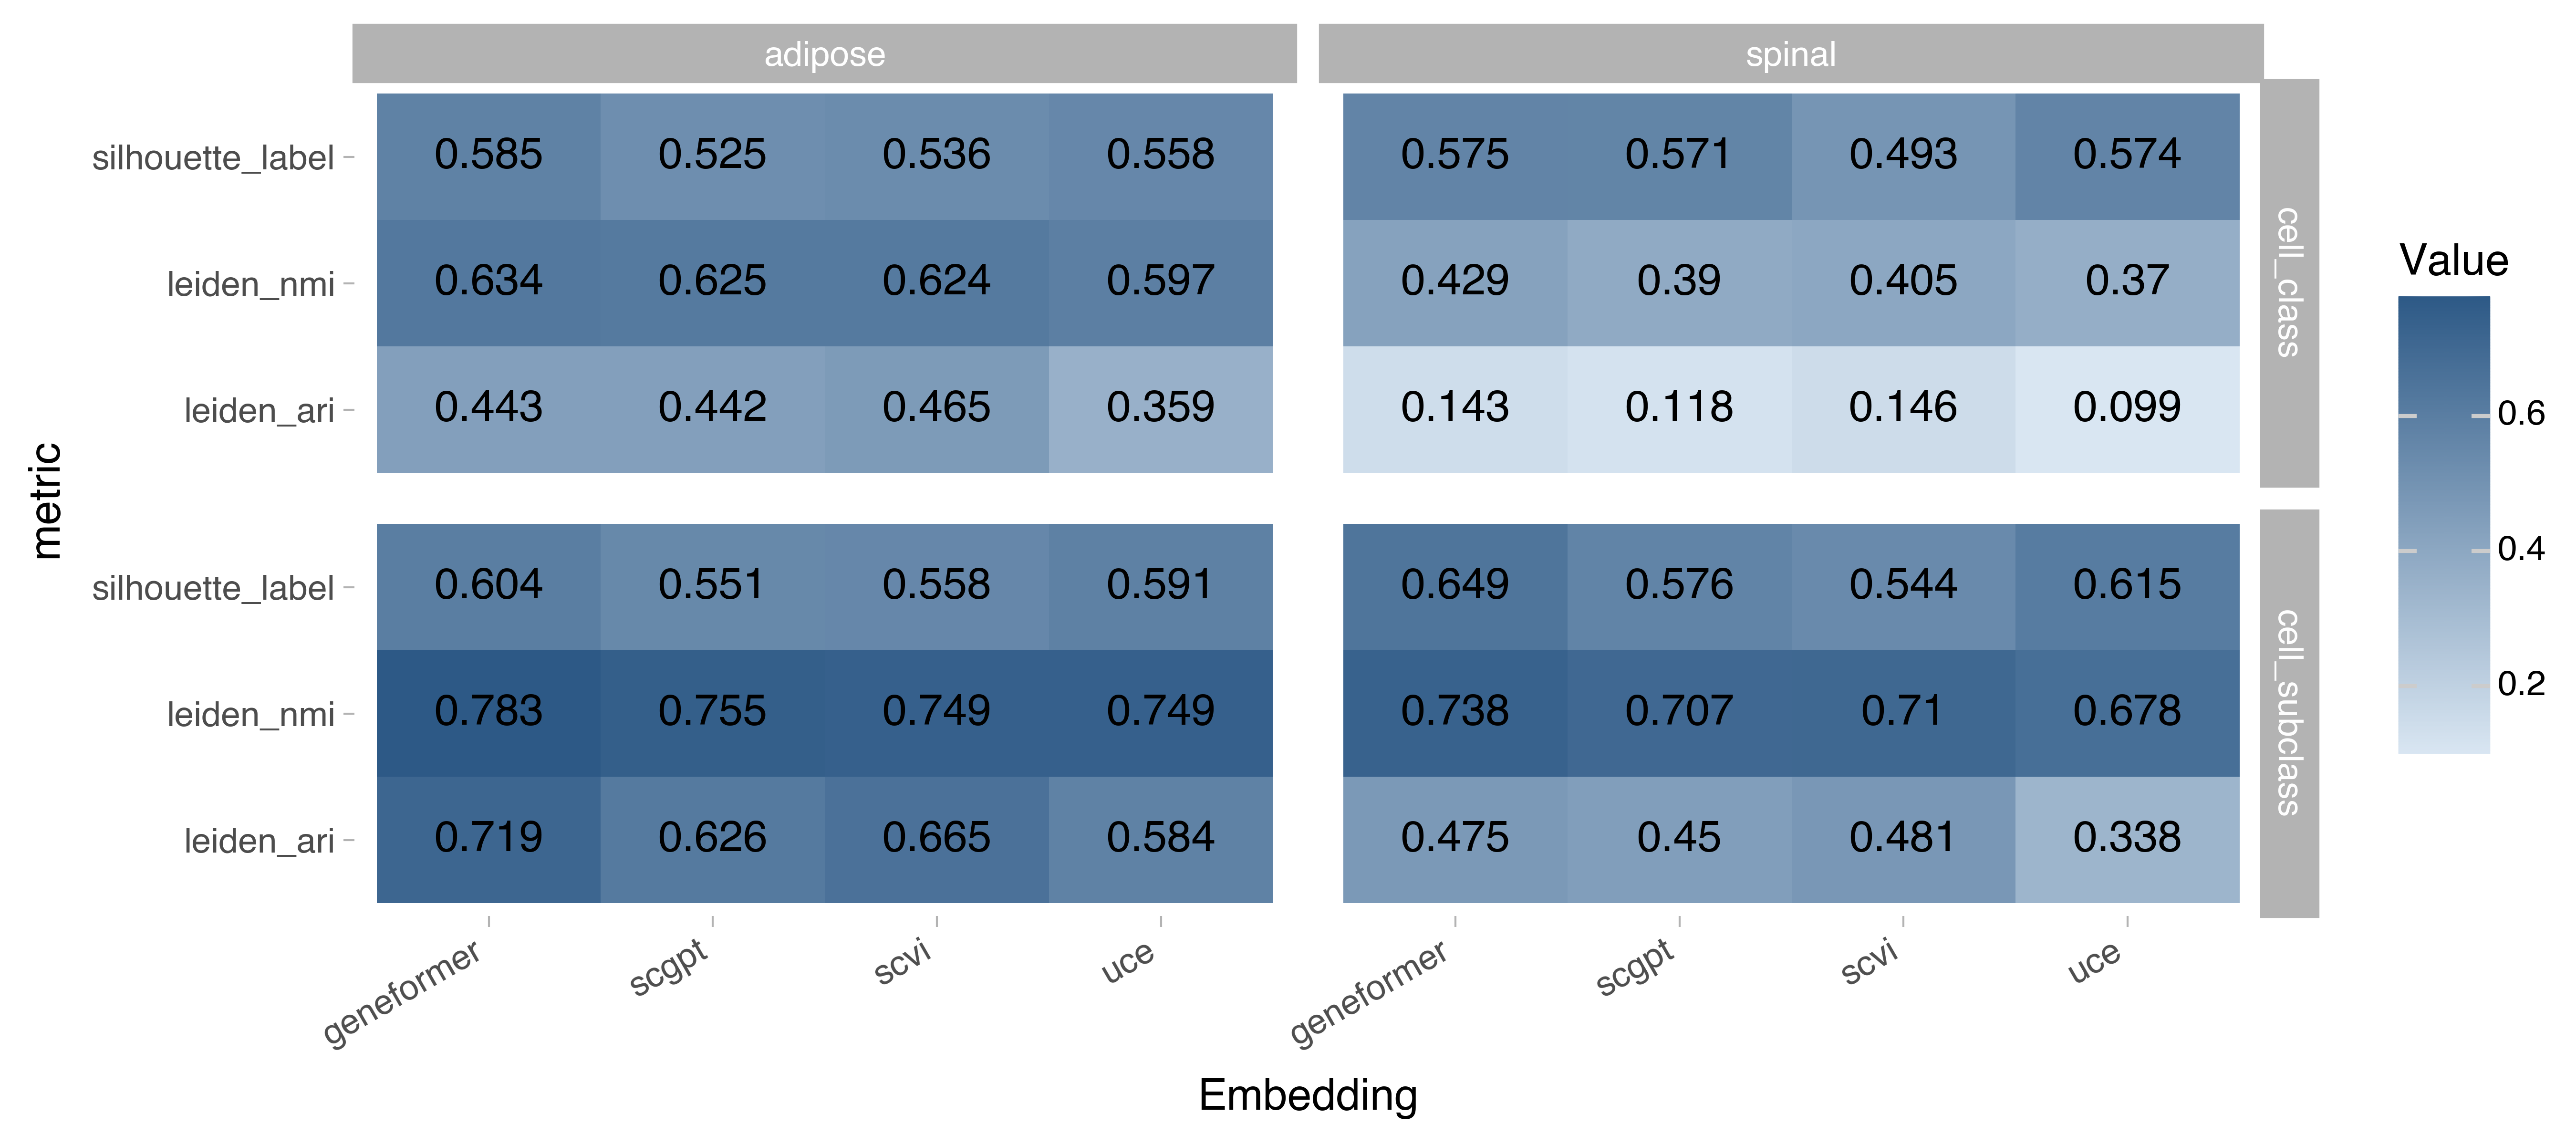 adipose spinal
silhouette_label 0.585 0.525 0.536 0.558 0.575 0.571 0.493 0.574
leiden_nmi 0.634 0.625 0.624 0.597 0.429 0.39 0.405 0.37
leiden_ari 0.443 0.442 0.465 0.359 0.143 0.118 0.146 0.099
cell_class
silhouette_label 0.604 0.551 0.558 0.591 0.649 0.576 0.544 0.615
leiden_nmi 0.783 0.755 0.749 0.749 0.738 0.707 0.71 0.678
leiden_ari 0.719 0.626 0.665 0.584 0.475 0.45 0.481 0.338
cell_subclass
geneformer scgpt scvi uce geneformer scgpt scvi uce
Embedding
metric
Value
0.6
0.4
0.2